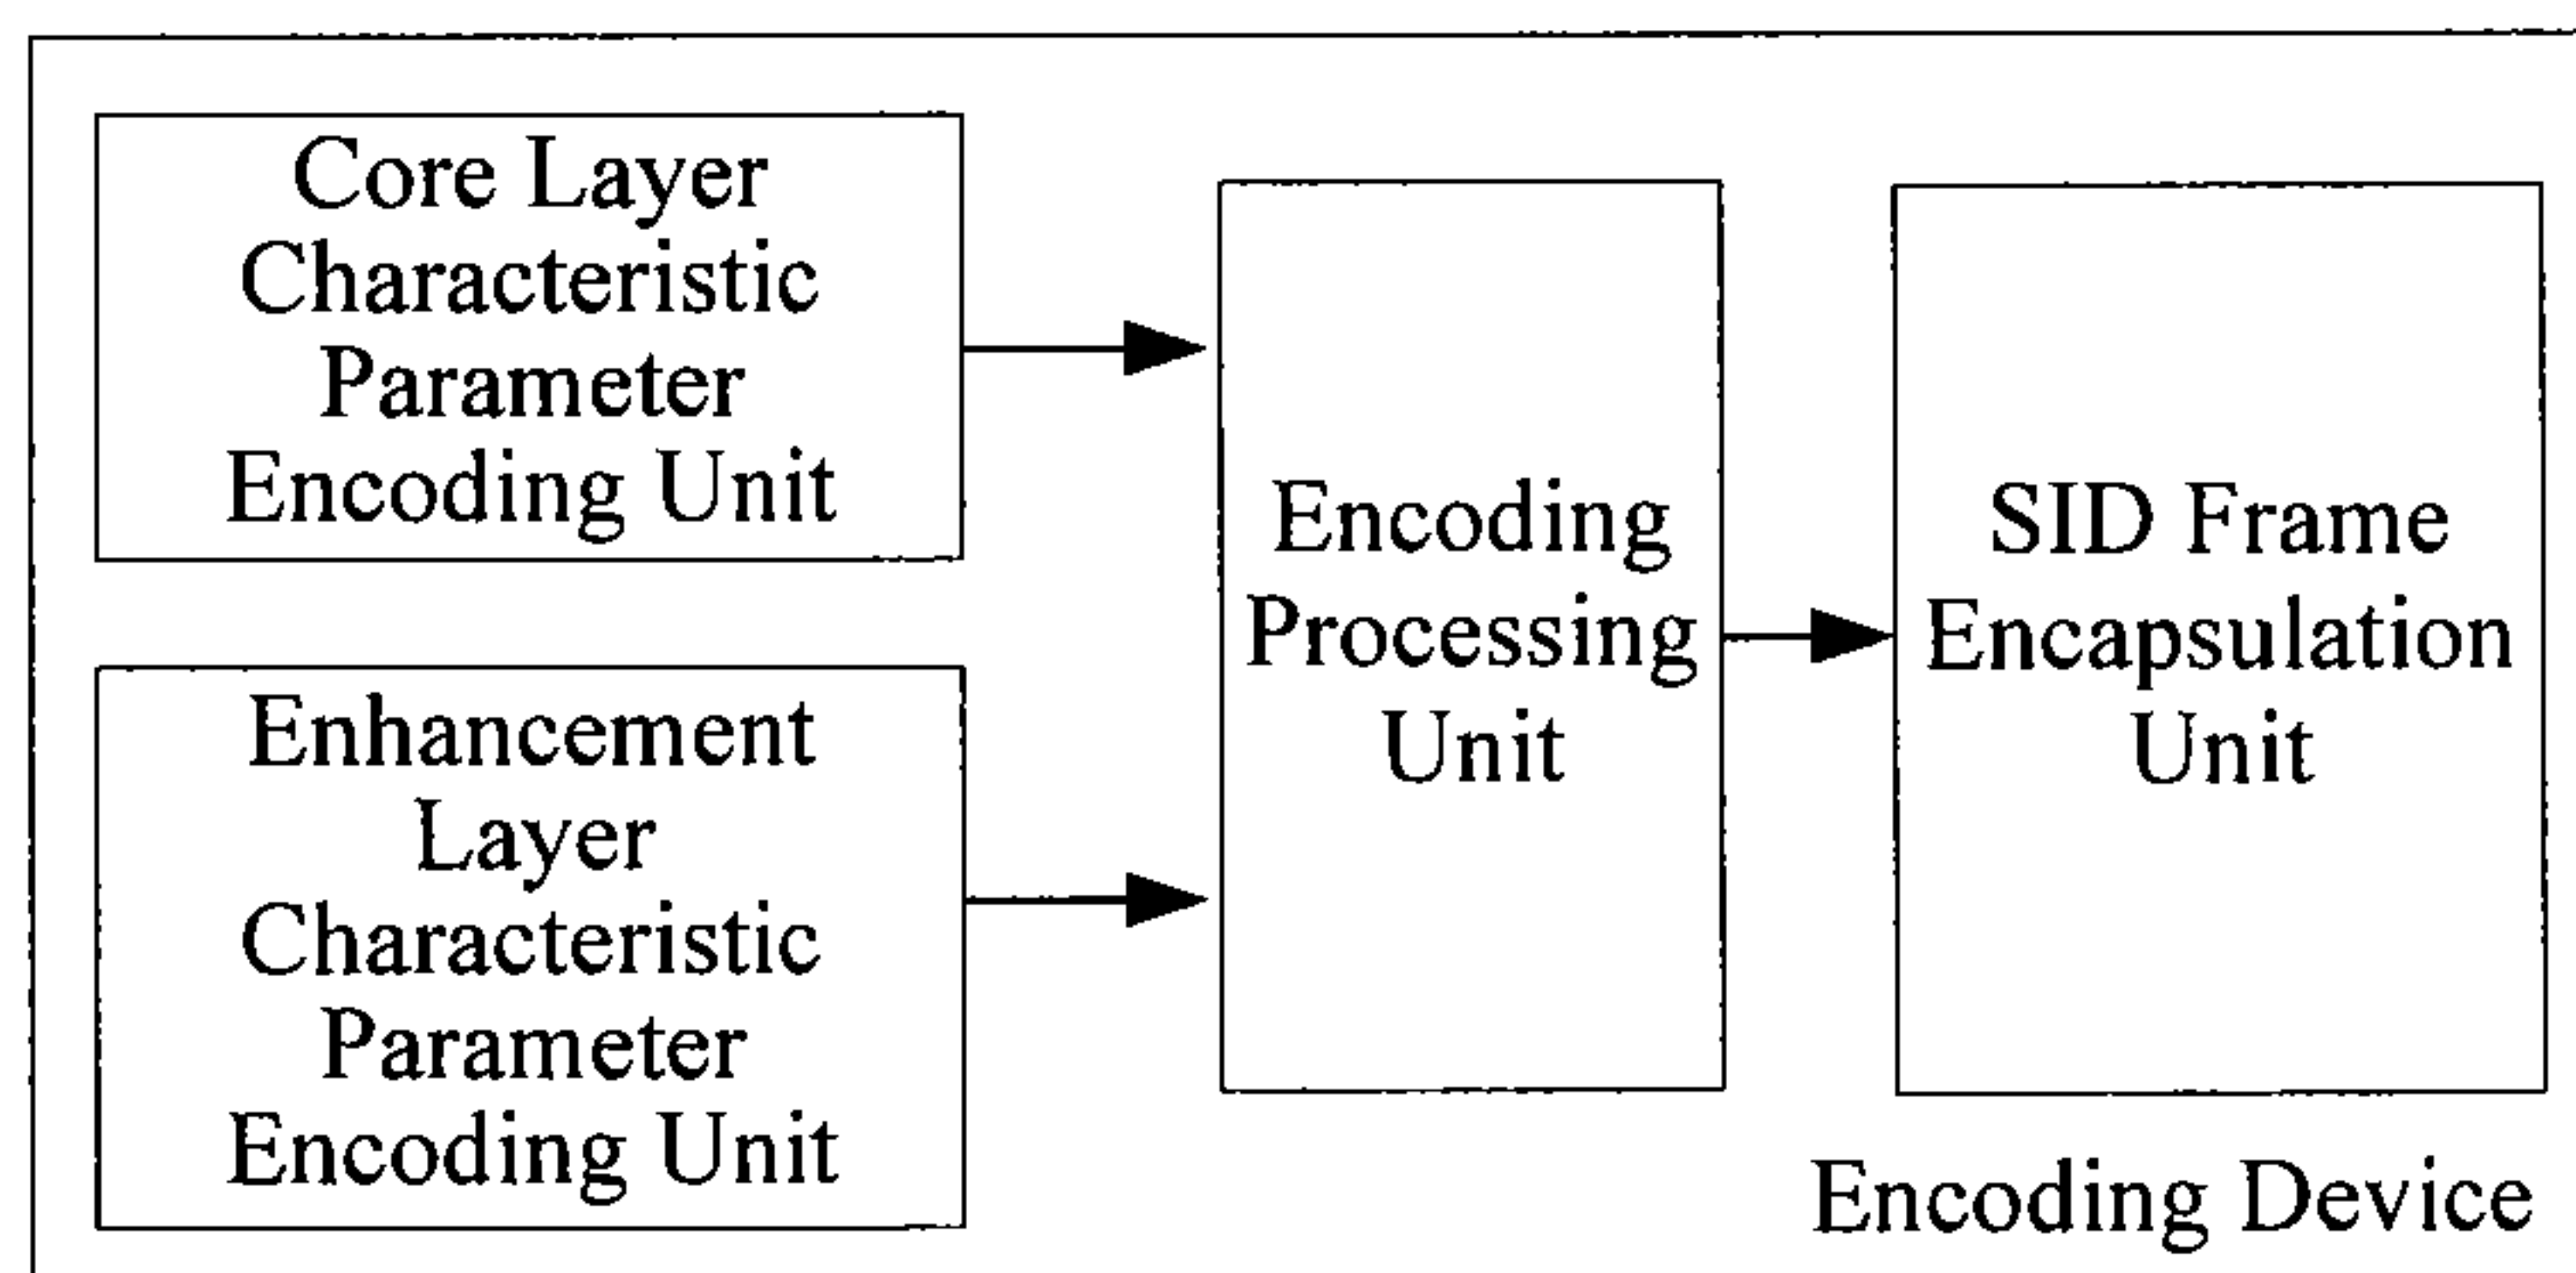 Core Layer
Characteristic
Parameter
Encoding Unit
Enhancement
Layer
Characteristic
Parameter
Encoding Unit
Encoding
Processing
Unit
SID Frame
Encapsulation
Unit
Encoding Device